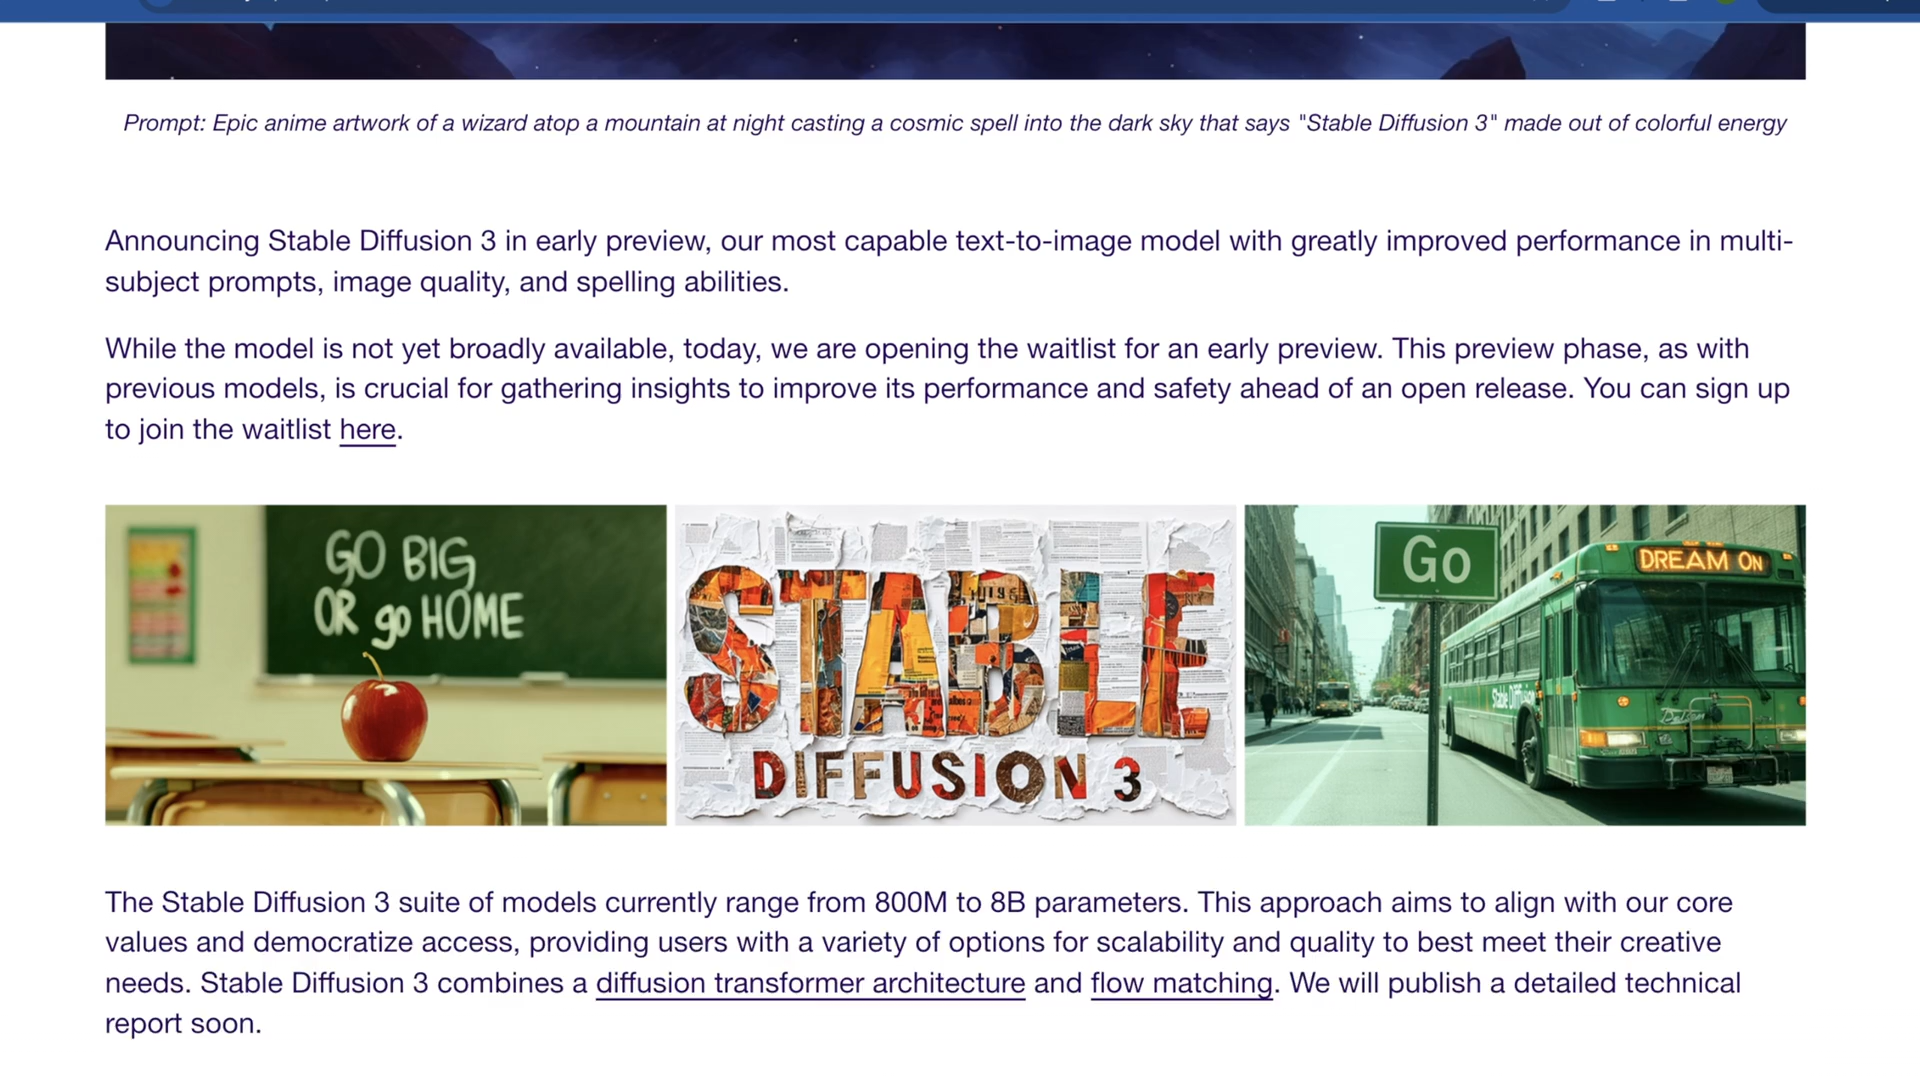 Prompt: Epic anime artwork of a wizard atop a mountain at night casting a cosmic spell into the dark sky that says "Stable Diffusion 3" made out of colorful energy
Announcing Stable Diffusion 3 in early preview, our most capable text-to-image model with greatly improved performance in multi-
subject prompts, image quality, and spelling abilities.
While the model is not yet broadly available, today, we are opening the waitlist for an early preview. This preview phase, as with
previous models, is crucial for gathering insights to improve its performance and safety ahead of an open release. You can sign up
to join the waitlist here.
GO BIG
OR go HOME
STABLE
DIFFUSION 3
Go
DREAM ON
Stable Diffusion
The Stable Diffusion 3 suite of models currently range from 800M to 8B parameters. This approach aims to align with our core
values and democratize access, providing users with a variety of options for scalability and quality to best meet their creative
needs. Stable Diffusion 3 combines a diffusion transformer architecture and flow matching. We will publish a detailed technical
report soon.